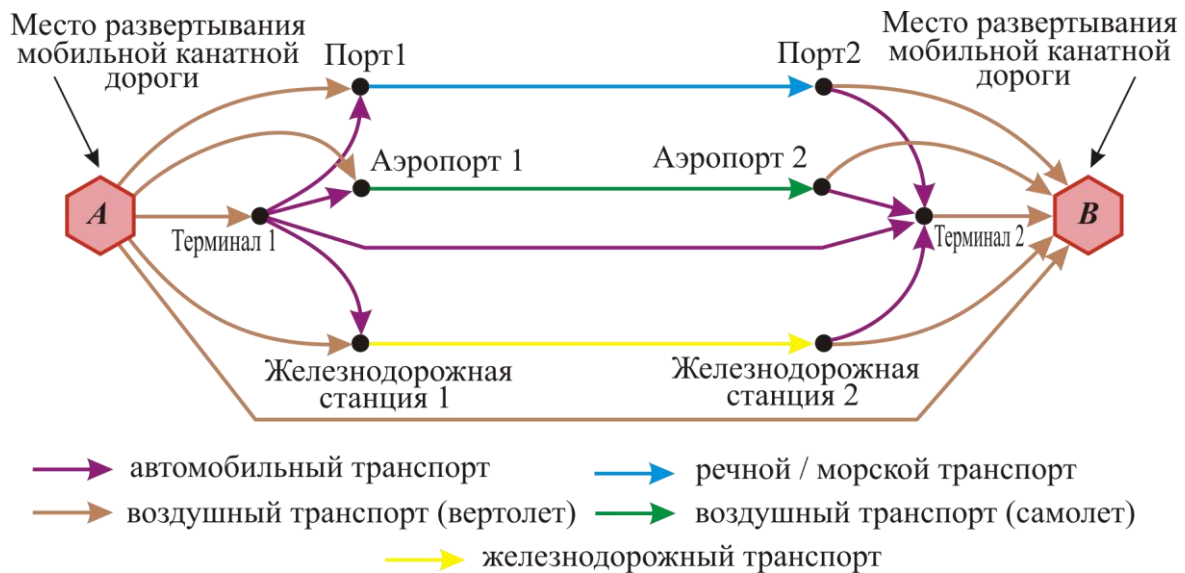 Место развертывания
мобильной канатной
дороги
Порт1
Порт2
Место развертывания
мобильной канатной
дороги
Аэропорт 1
Аэропорт 2
A
Терминал 1
Терминал 2
B
Железнодорожная
станция 1
Железнодорожная
станция 2
автомобильный транспорт
речной / морской транспорт
воздушный транспорт (вертолет)
воздушный транспорт (самолет)
железнодорожный транспорт